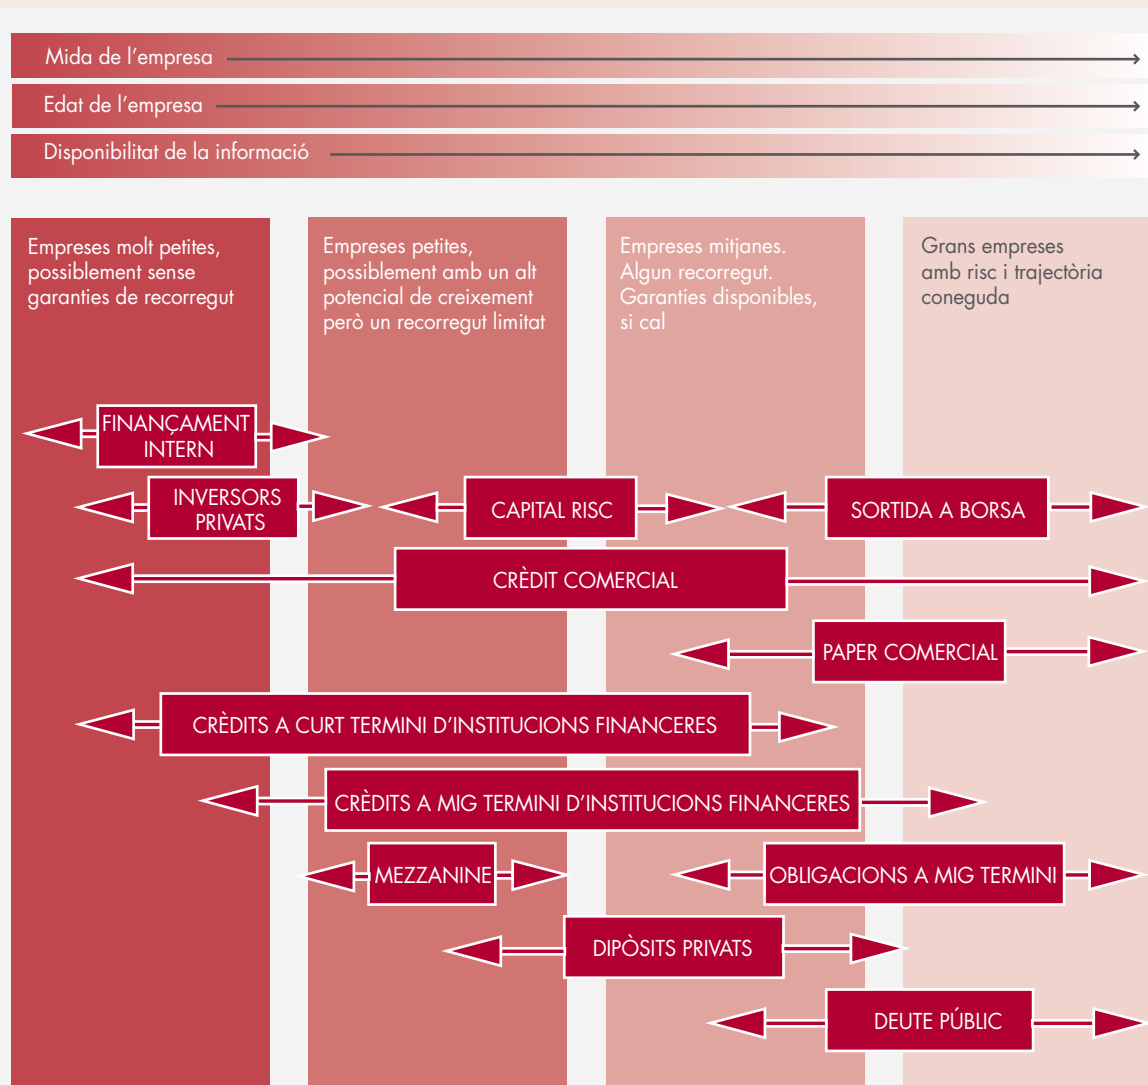 Mida de l’empresa
Edat de l’empresa
Disponibilitat de la informació
Empreses molt petites,
possiblement sense
garanties de recorregut
Empreses petites,
possiblement amb un alt
potencial de creixement
però un recorregut limitat
Empreses mitjanes.
Algun recorregut.
Garanties disponibles,
si cal
Grans empreses
amb risc i trajectòria
coneguda
FINANÇAMENT
INTERN
INVERSORS
PRIVATS
CAPITAL RISC
SORTIDA A BORSA
CRÈDIT COMERCIAL
PAPER COMERCIAL
CRÈDITS A CURT TERMINI D’INSTITUCIONS FINANCERES
CRÈDITS A MIG TERMINI D’INSTITUCIONS FINANCERES
MEZZANINE
OBLIGACIONS A MIG TERMINI
DIPÒSITS PRIVATS
DEUTE PÚBLIC